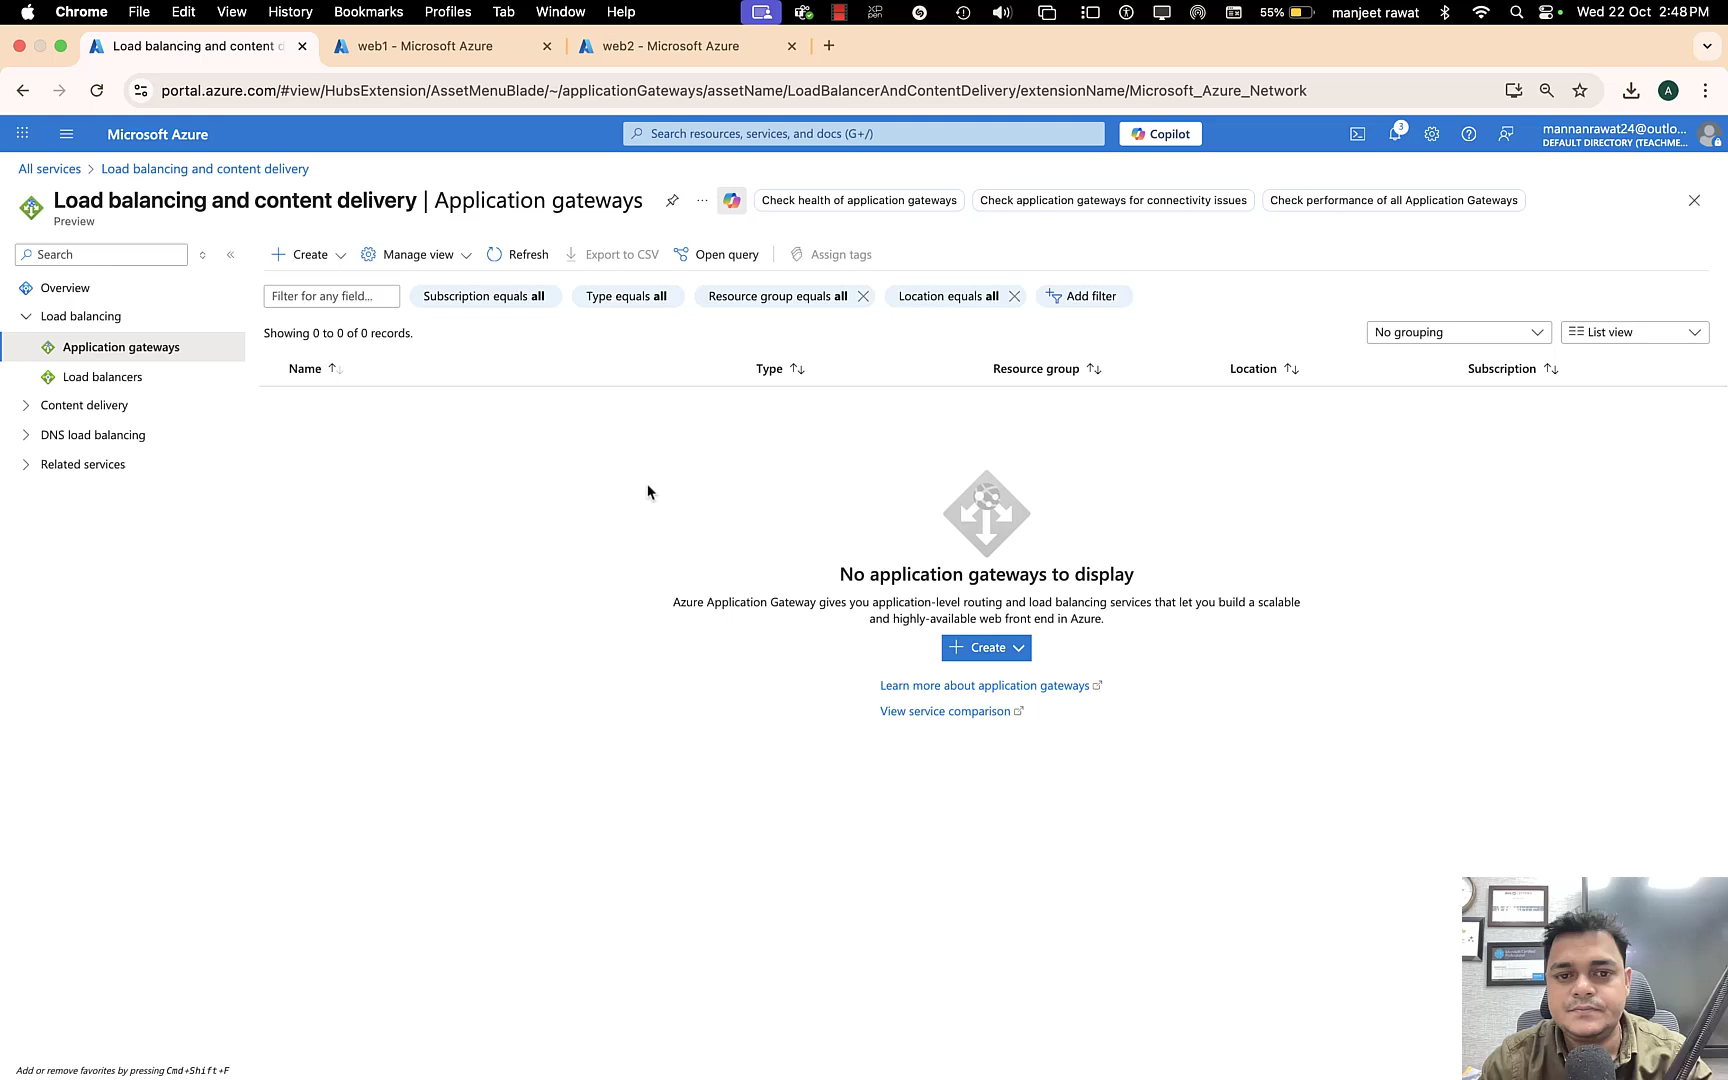 Chrome File Edit View History Bookmarks Profiles Tab Window Help 55% manjeet rawat Wed 22 Oct 2:48 PM
Load balancing and content d web1 - Microsoft Azure web2 - Microsoft Azure
portal.azure.com/#view/HubsExtension/AssetMenuBlade/~/applicationGateways/assetName/LoadBalancerAndContentDelivery/extensionName/Microsoft_Azure_Network A
Microsoft Azure Search resources, services, and docs (G+/) Copilot 3 mannanrawat24@outlo...
DEFAULT DIRECTORY (TEACHME...
All services > Load balancing and content delivery
Load balancing and content delivery | Application gateways ... Check health of application gateways Check application gateways for connectivity issues Check performance of all Application Gateways
Preview
Search « Create Manage view Refresh Export to CSV Open query Assign tags
Overview
Filter for any field... Subscription equals all Type equals all Resource group equals all Location equals all Add filter
Load balancing
Showing 0 to 0 of 0 records. No grouping List view
Application gateways
Name Type Resource group Location Subscription
Load balancers
Content delivery
DNS load balancing
Related services
No application gateways to display
Azure Application Gateway gives you application-level routing and load balancing services that let you build a scalable
and highly-available web front end in Azure.
Create
Learn more about application gateways
View service comparison
Add or remove favorites by pressing Cmd+Shift+F